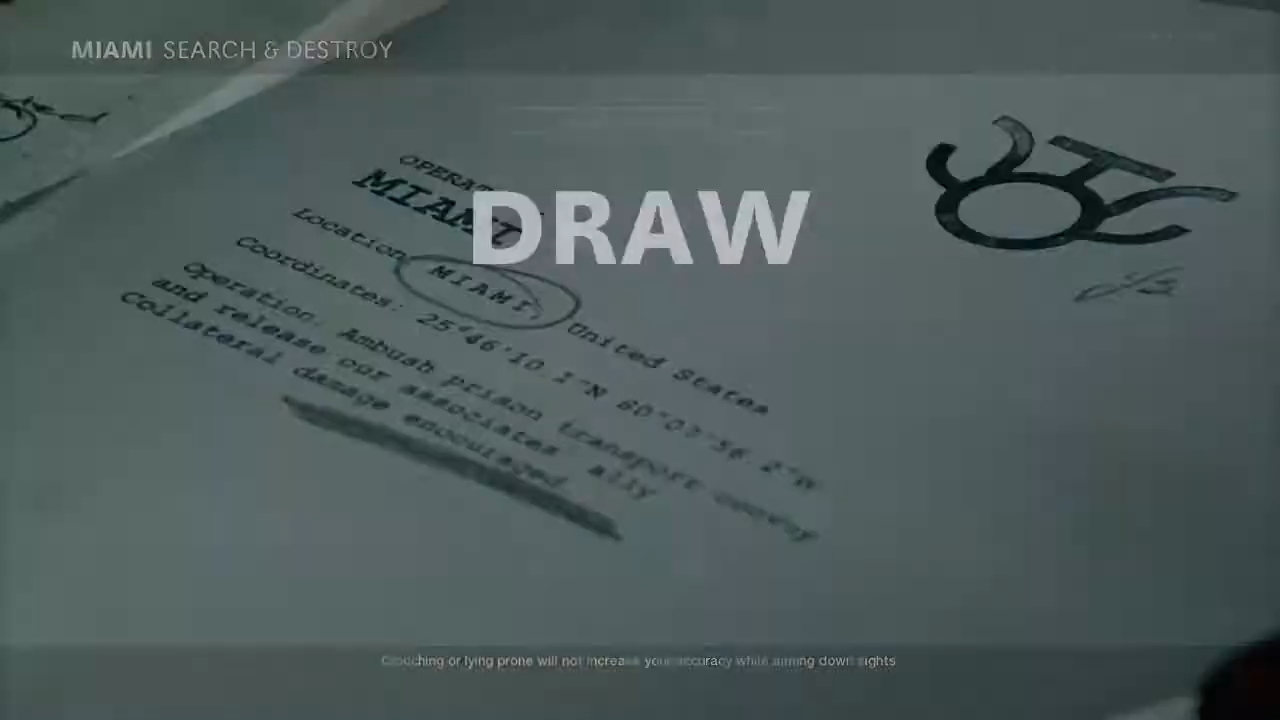 MIAMI SEARCH & DESTROY
DRAW
MIAMI
Location: MIAMI, United States
Coordinates: 25°46'10.1"N 80°07'56.2"W
Operation: Ambush prison transport convoy
and release our associates. ally
Collateral damage encouraged
Crouching or lying prone will not increase your accuracy while aiming down sights